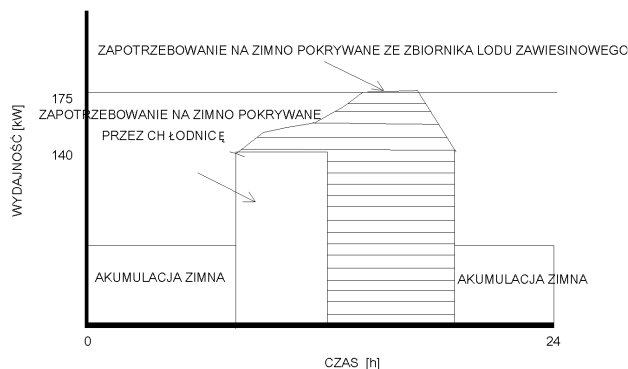 ZAPOTRZEBOWANIE NA ZIMNO POKRYWANE ZE ZBIORNIKA LODU ZAWIESINOWEGO
175
ZAPOTRZEBOWANIE NA ZIMNO POKRYWANE
PRZEZ CH ŁODNICĘ
140
WYDAJNOŚĆ [kW]
AKUMULACJA ZIMNA
AKUMULACJA ZIMNA
0
24
CZAS [h]